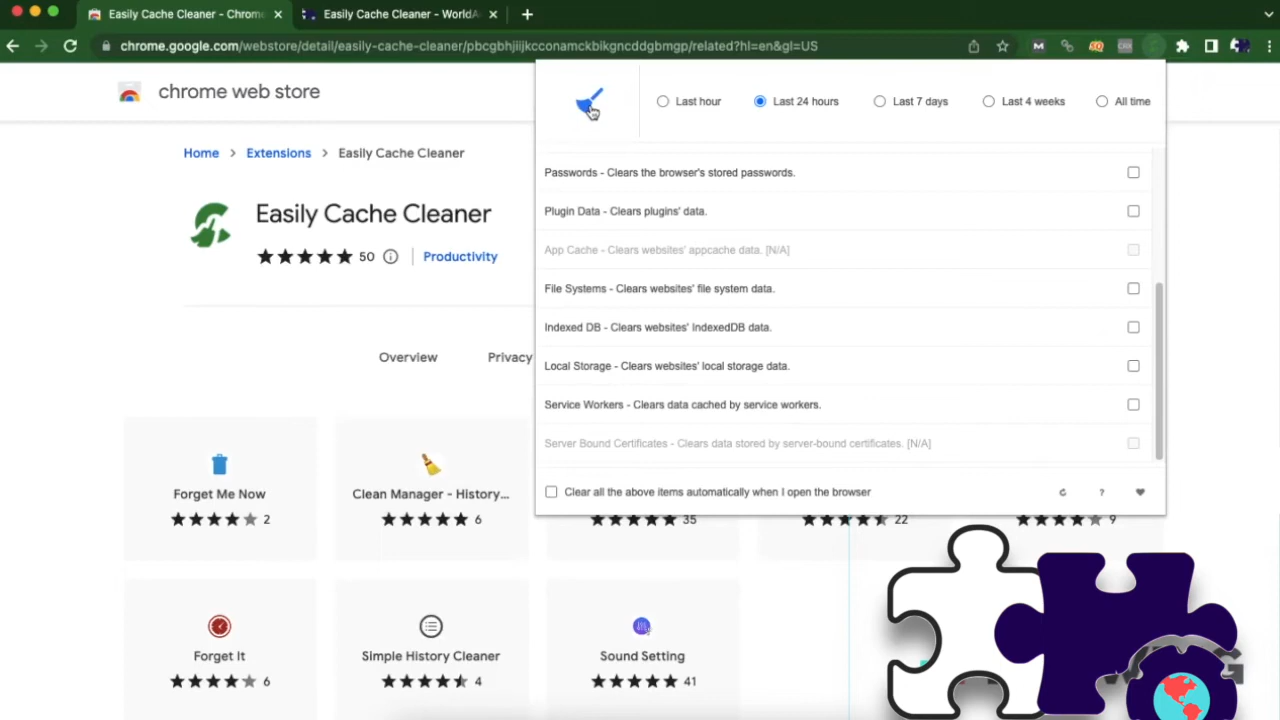 Easily Cache Cleaner - Chrome
Easily Cache Cleaner - WorldA
chrome.google.com/webstore/detail/easily-cache-cleaner/pbcgbhjiijkcconamckbikgncddgbmgp/related?hl=en&gl=US
chrome web store
Last hour
Last 24 hours
Last 7 days
Last 4 weeks
All time
Home > Extensions > Easily Cache Cleaner
Easily Cache Cleaner
50
Productivity
Overview
Privacy
Passwords - Clears the browser's stored passwords.
Plugin Data - Clears plugins' data.
App Cache - Clears websites' appcache data. [N/A]
File Systems - Clears websites' file system data.
Indexed DB - Clears websites' IndexedDB data.
Local Storage - Clears websites' local storage data.
Service Workers - Clears data cached by service workers.
Server Bound Certificates - Clears data stored by server-bound certificates. [N/A]
Clear all the above items automatically when I open the browser
?
Forget Me Now
2
Clean Manager - History...
6
35
22
9
Forget It
6
Simple History Cleaner
4
Sound Setting
41